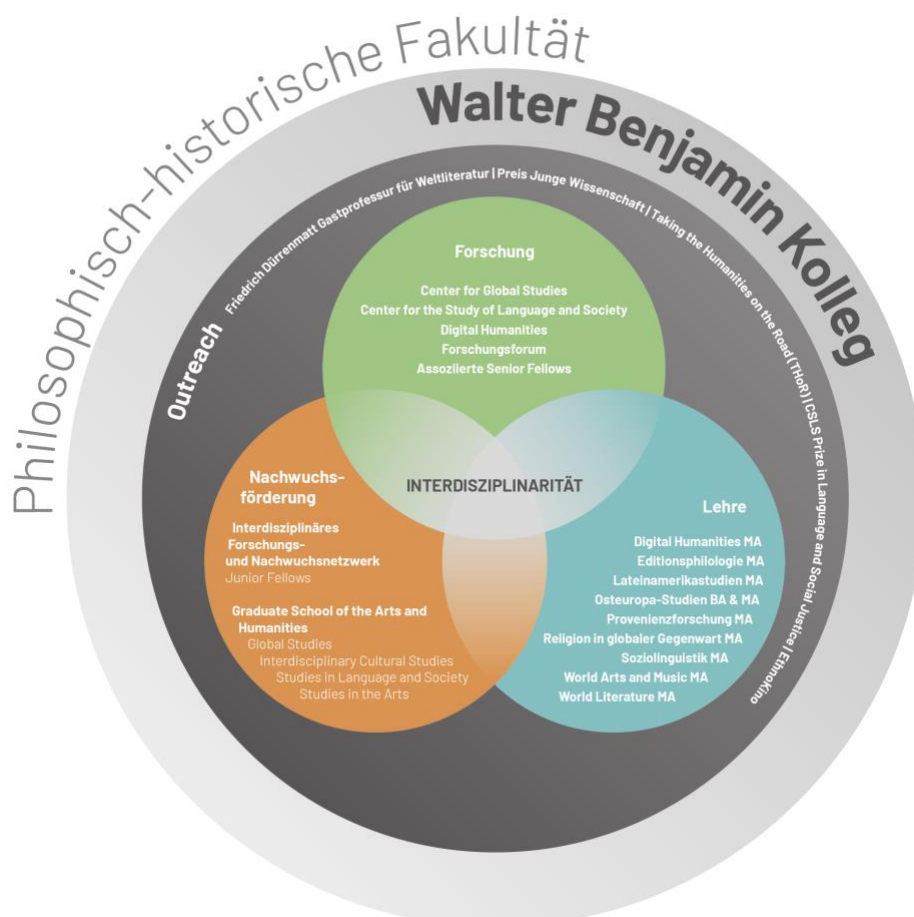 Philosophisch-historische Fakultät
Walter Benjamin Kolleg
Outreach Friedrich Dürrenmatt Gastprofessur für Weltliteratur | Preis Junge Wissenschaft | Taking the Humanities on the Road (THoR) | CSLS Prize in Language and Social Justice | EthnoKino
Forschung
Center for Global Studies
Center for the Study of Language and Society
Digital Humanities
Forschungsforum
Assoziierte Senior Fellows
INTERDISZIPLINARITÄT
Nachwuchs-
förderung
Interdisziplinäres
Forschungs-
und Nachwuchsnetzwerk
Junior Fellows
Graduate School of the Arts and
Humanities
Global Studies
Interdisciplinary Cultural Studies
Studies in Language and Society
Studies in the Arts
Lehre
Digital Humanities MA
Editionsphilologie MA
Lateinamerikastudien MA
Osteuropa-Studien BA & MA
Provenienzforschung MA
Religion in globaler Gegenwart MA
Soziolinguistik MA
World Arts and Music MA
World Literature MA